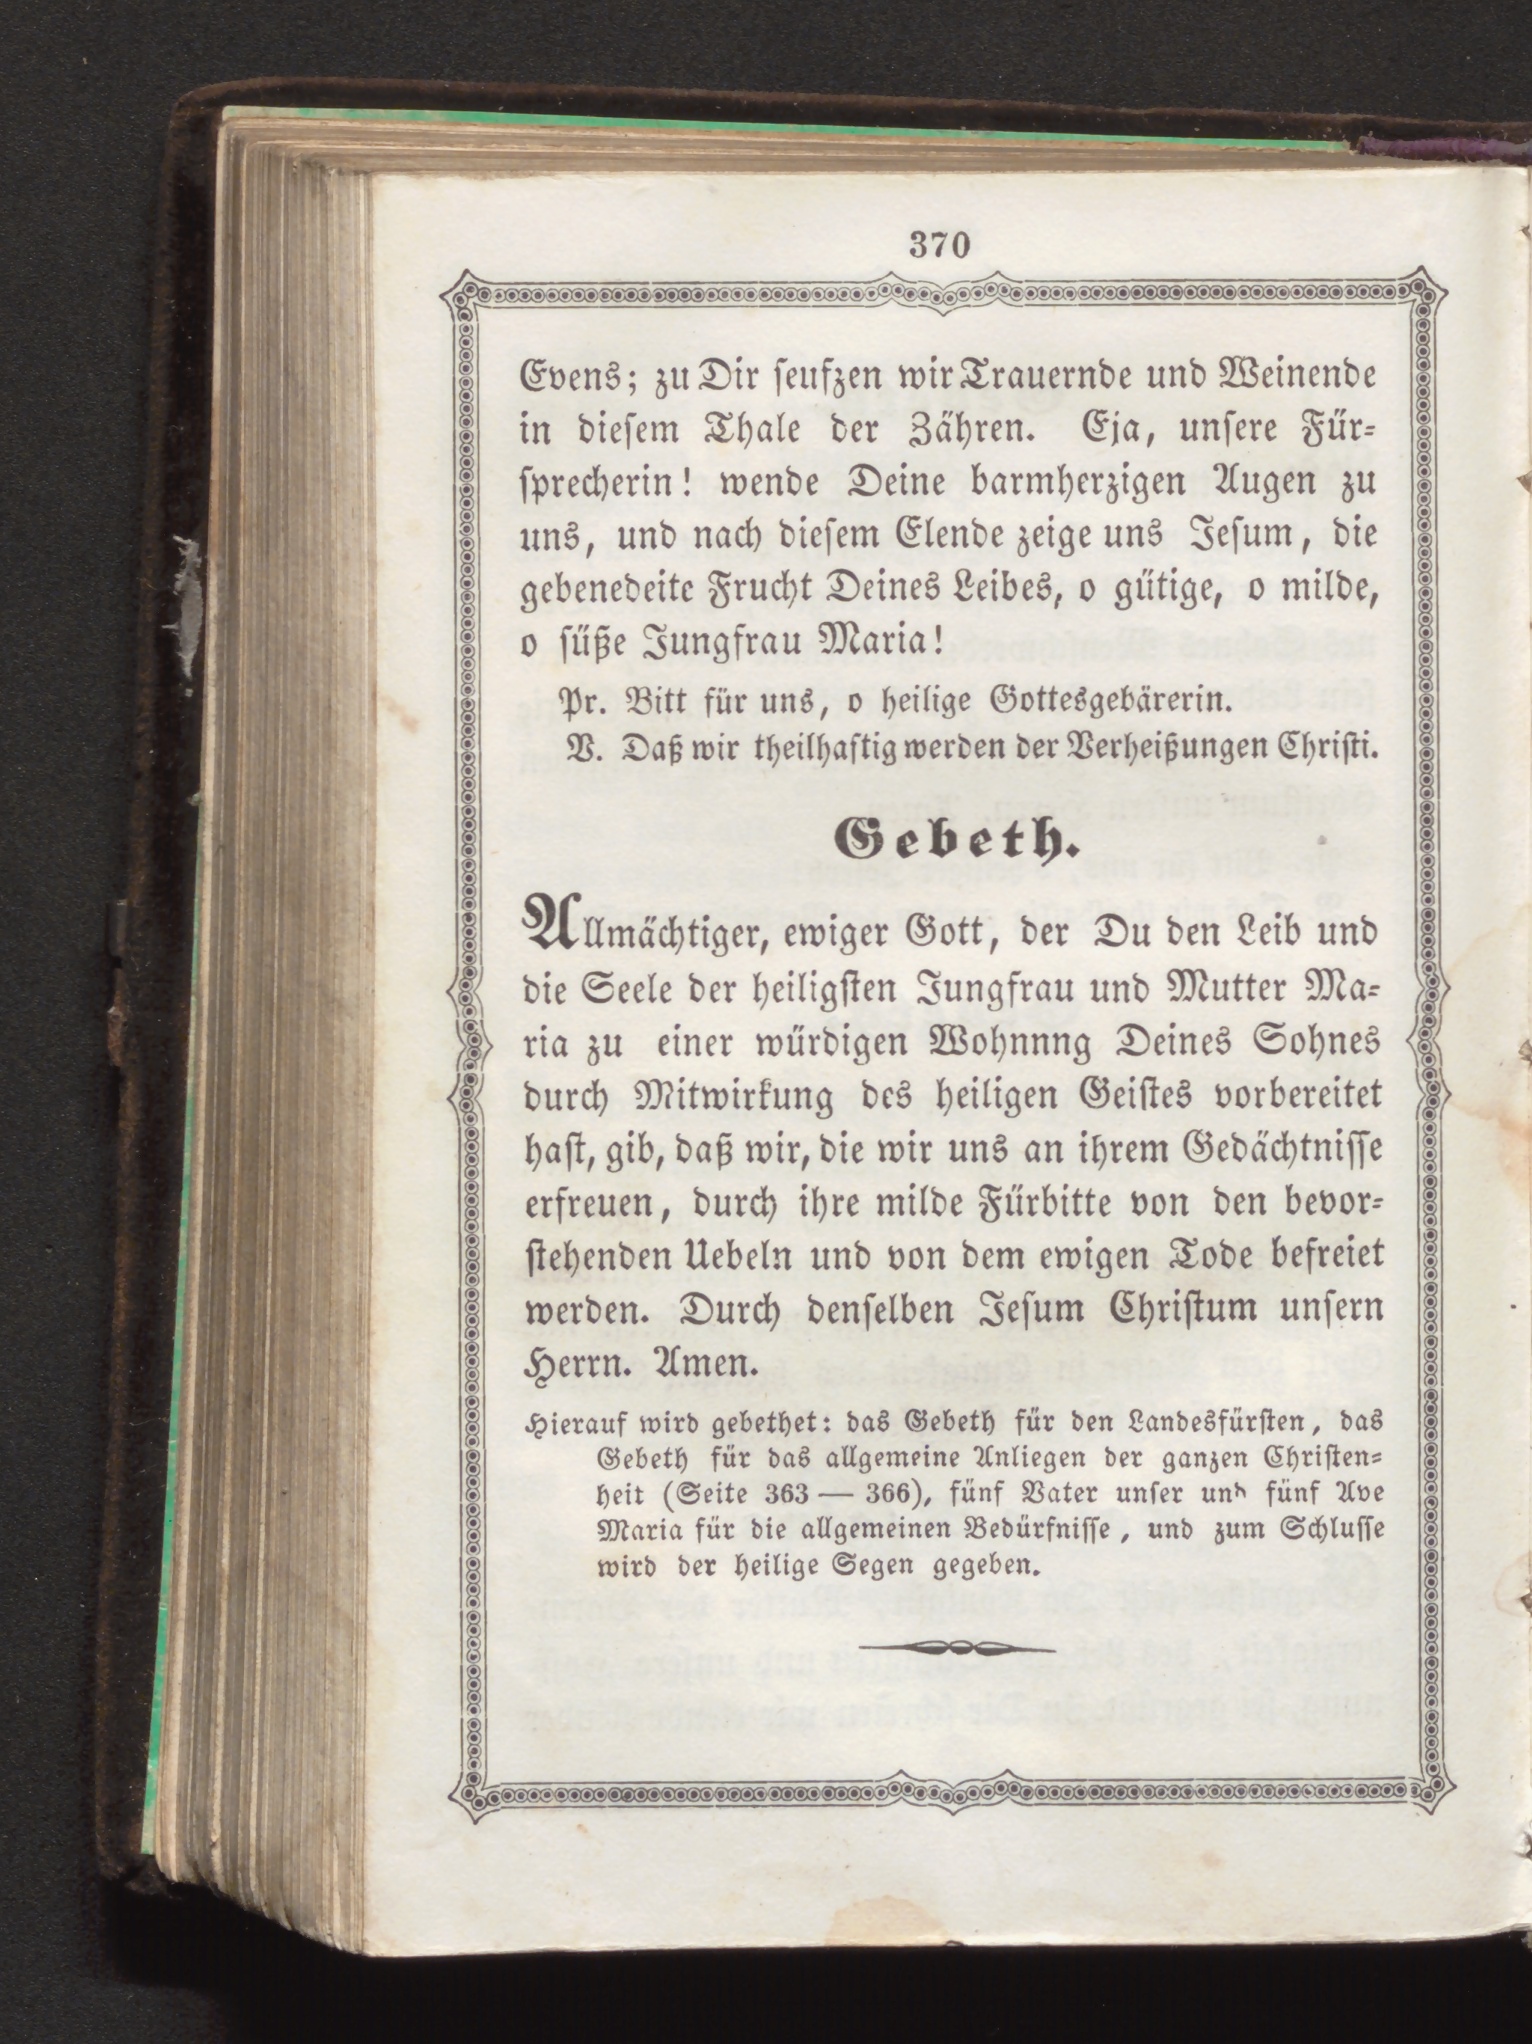 370
Evens; zu Dir seufzen wir Trauernde und Weinende
in diesem Thale der Zähren. Eja, unsere Für-
sprecherin! wende Deine barmherzigen Augen zu
uns, und nach diesem Elende zeige uns Jesum, die
gebenedeite Frucht Deines Leibes, o gütige, o milde,
o süße Jungfrau Maria!
Pr. Bitt für uns, o heilige Gottesgebärerin.
V. Daß wir theilhaftig werden der Verheißungen Christi.
Gebeth.
Allmächtiger, ewiger Gott, der Du den Leib und
die Seele der heiligsten Jungfrau und Mutter Ma-
ria zu einer würdigen Wohnnng Deines Sohnes
durch Mitwirkung des heiligen Geistes vorbereitet
hast, gib, daß wir, die wir uns an ihrem Gedächtnisse
erfreuen, durch ihre milde Fürbitte von den bevor-
stehenden Uebeln und von dem ewigen Tode befreiet
werden. Durch denselben Jesum Christum unsern
Herrn. Amen.
Hierauf wird gebethet: das Gebeth für den Landesfürsten, das
Gebeth für das allgemeine Anliegen der ganzen Christen-
heit (Seite 363 — 366), fünf Vater unser und fünf Ave
Maria für die allgemeinen Bedürfnisse, und zum Schlusse
wird der heilige Segen gegeben.